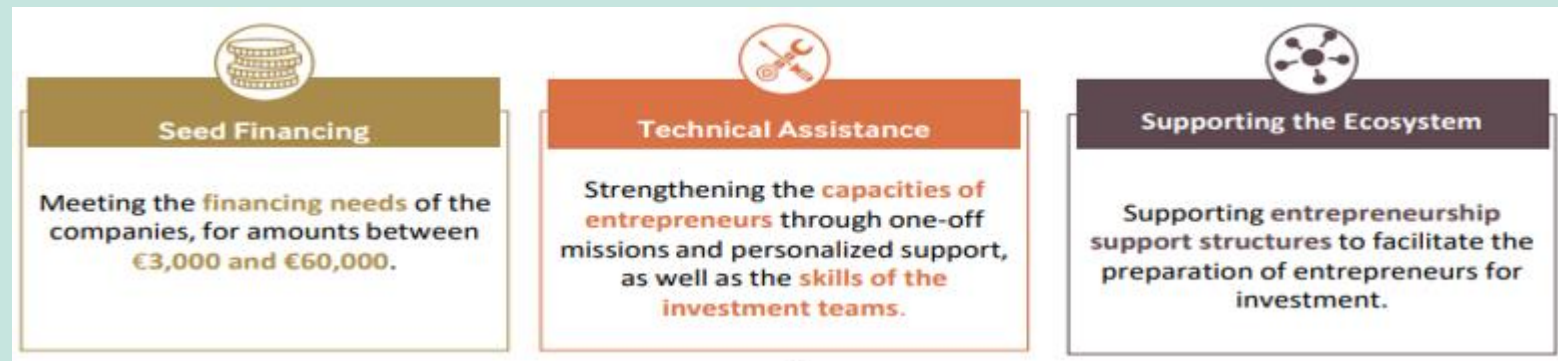 Seed Financing
Meeting the financing needs of the
companies, for amounts between
€3,000 and €60,000.
Technical Assistance
Strengthening the capacities of
entrepreneurs through one-off
missions and personalized support,
as well as the skills of the
investment teams.
Supporting the Ecosystem
Supporting entrepreneurship
support structures to facilitate the
preparation of entrepreneurs for
investment.